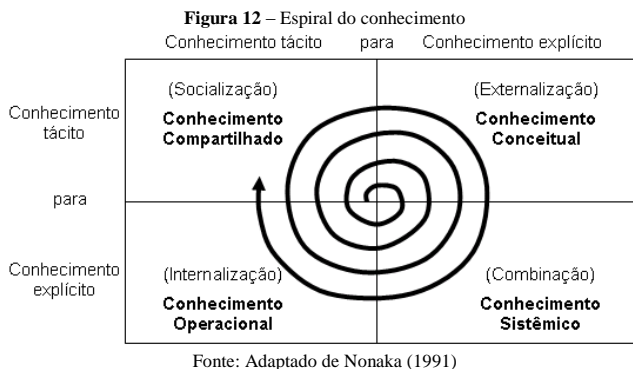 Figura 12 – Espiral do conhecimento
Conhecimento tácito para Conhecimento explícito
Conhecimento
tácito
(Socialização)
Conhecimento
Compartilhado
(Externalização)
Conhecimento
Conceitual
para
Conhecimento
explícito
(Internalização)
Conhecimento
Operacional
(Combinação)
Conhecimento
Sistêmico
Fonte: Adaptado de Nonaka (1991)